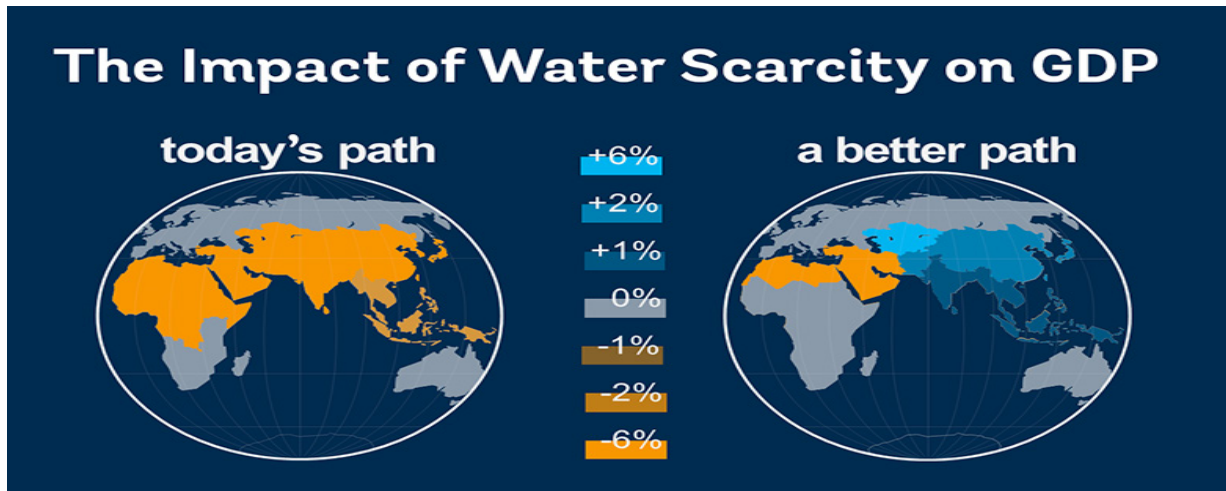 The Impact of Water Scarcity on GDP
today's path
a better path
+6%
+2%
+1%
0%
-1%
-2%
-6%